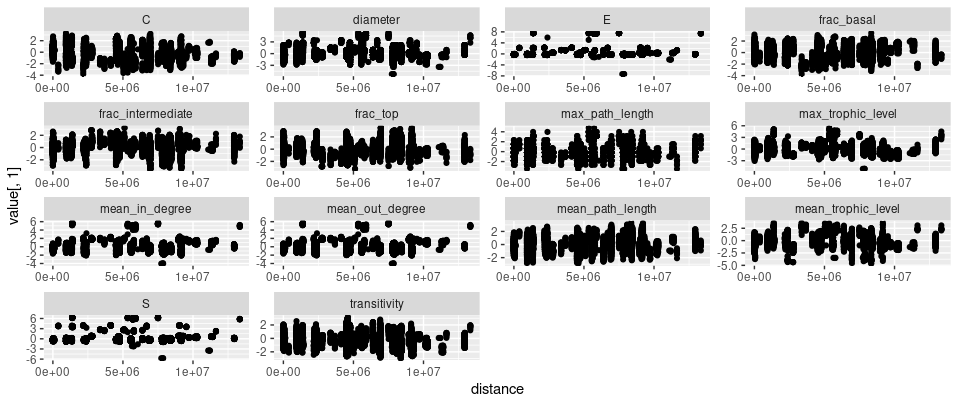 C diameter E frac_basal
2 0 -2 -4
3 0 -3
8 4 0 -4 -8
2 0 -2 -4
0e+00 5e+06 1e+07 0e+00 5e+06 1e+07 0e+00 5e+06 1e+07 0e+00 5e+06 1e+07
frac_intermediate frac_top max_path_length max_trophic_level
2 0 -2
2 0 -2
4 2 0 -2
6 3 0 -3
0e+00 5e+06 1e+07 0e+00 5e+06 1e+07 0e+00 5e+06 1e+07 0e+00 5e+06 1e+07
value[, 1]
mean_in_degree mean_out_degree mean_path_length mean_trophic_level
6 4 2 0 -2 -4
6 4 2 0 -2 -4
2 0 -2
2.5 0.0 -2.5 -5.0
0e+00 5e+06 1e+07 0e+00 5e+06 1e+07 0e+00 5e+06 1e+07 0e+00 5e+06 1e+07
S transitivity
6 3 0 -3 -6
2 0 -2
0e+00 5e+06 1e+07 0e+00 5e+06 1e+07
distance